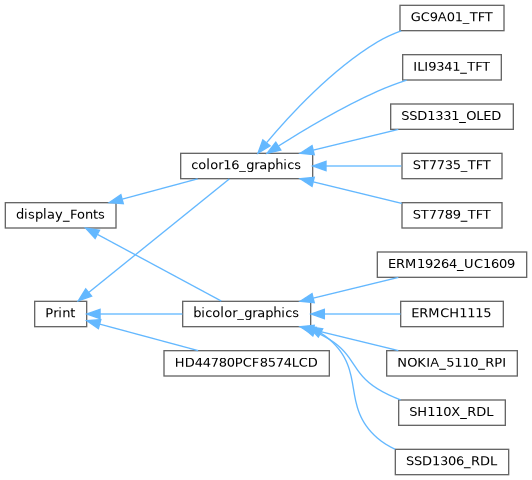 GC9A01_TFT
ILI9341_TFT
SSD1331_OLED
color16_graphics
ST7735_TFT
display_Fonts
ST7789_TFT
ERM19264_UC1609
Print
bicolor_graphics
ERMCH1115
HD44780PCF8574LCD
NOKIA_5110_RPI
SH110X_RDL
SSD1306_RDL